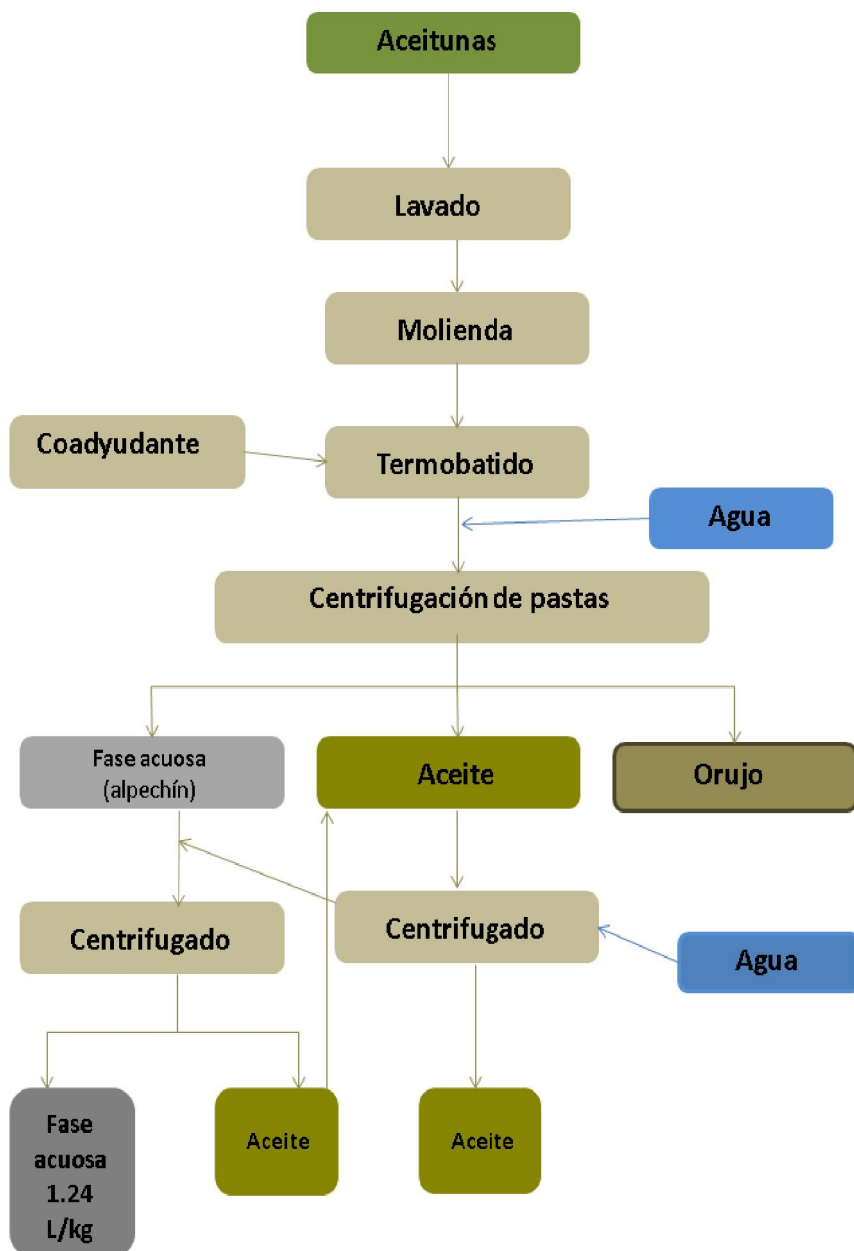 Aceitunas
Lavado
Molienda
Coadyudante
Termobatido
Agua
Centrifugación de pastas
Fase acuosa
(alpechín)
Aceite
Orujo
Centrifugado
Centrifugado
Agua
Fase
acuosa
1.24
L/kg
Aceite
Aceite